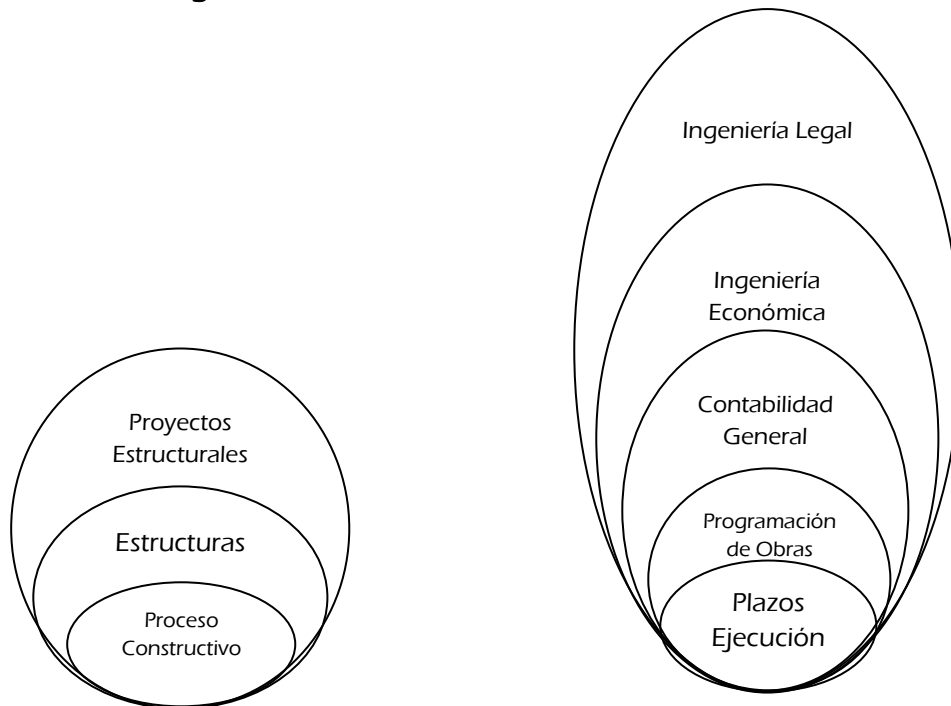 Proyectos
Estructurales
Estructuras
Proceso
Constructivo
Ingeniería Legal
Ingeniería
Económica
Contabilidad
General
Programación
de Obras
Plazos
Ejecución